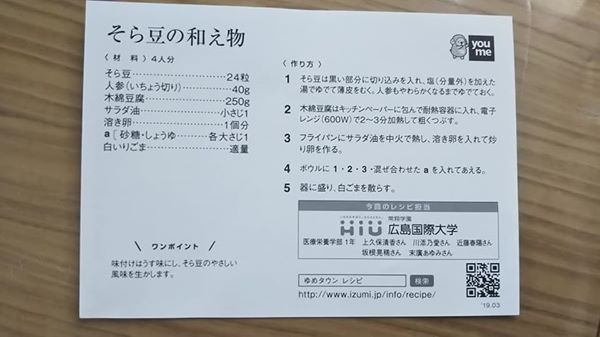 そら豆の和え物
you
me
〈 材 料 〉4人分
そら豆……………………24粒
人参(いちょう切り)…………40g
木綿豆腐…………………250g
サラダ油…………………小さじ1
溶き卵……………………1個分
a [ 砂糖・しょうゆ……各大さじ1
白いりごま…………………適量
ワンポイント
味付けはうす味にし、そら豆のやさしい
風味を生かします。
〈 作り方 〉
1 そら豆は黒い部分に切り込みを入れ、塩(分量外)を加えた
湯でゆでて薄皮をむく。人参もやわらかくなるまでゆでておく。
2 木綿豆腐はキッチンペーパーに包んで耐熱容器に入れ、電子
レンジ(600W)で2〜3分加熱して粗くつぶす。
3 フライパンにサラダ油を中火で熱し、溶き卵を入れて炒
り卵を作る。
4 ボウルに 1・2・3・混ぜ合わせた a を入れてあえる。
5 器に盛り、白ごまを散らす。
今回のレシピ担当
HIU
常翔学園
広島国際大学
医療栄養学部1年 上久保清香さん 川添乃愛さん 近藤春陽さん
坂根晃稀さん 末廣あゆみさん
ゆめタウン レシピ 検索
http://www.izumi.jp/info/recipe/
'19.03